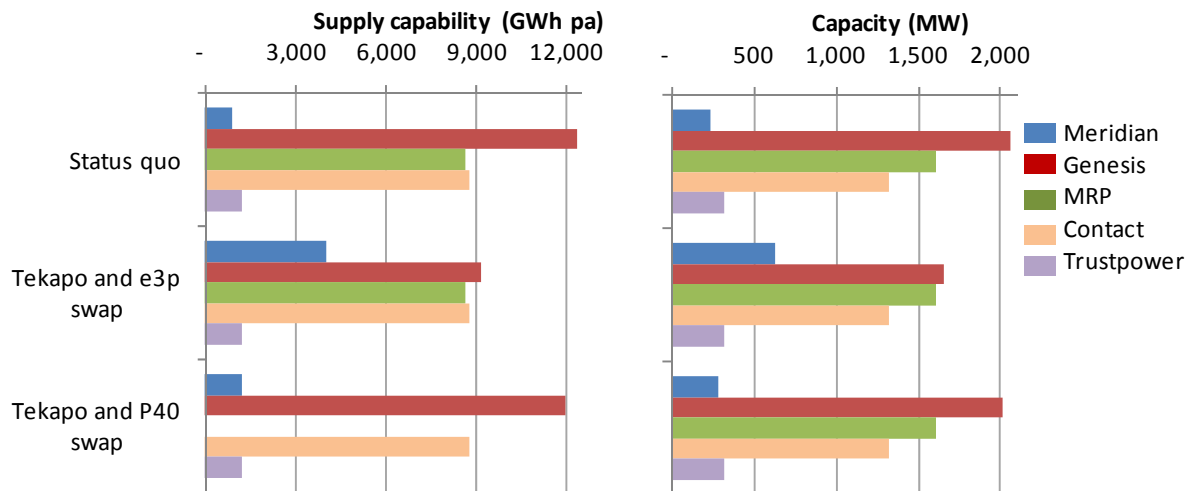 Supply capability (GWh pa)
- 3,000 6,000 9,000 12,000
Capacity (MW)
- 500 1,000 1,500 2,000
Status quo
Tekapo and e3p
swap
Tekapo and P40
swap
Meridian
Genesis
MRP
Contact
Trustpower